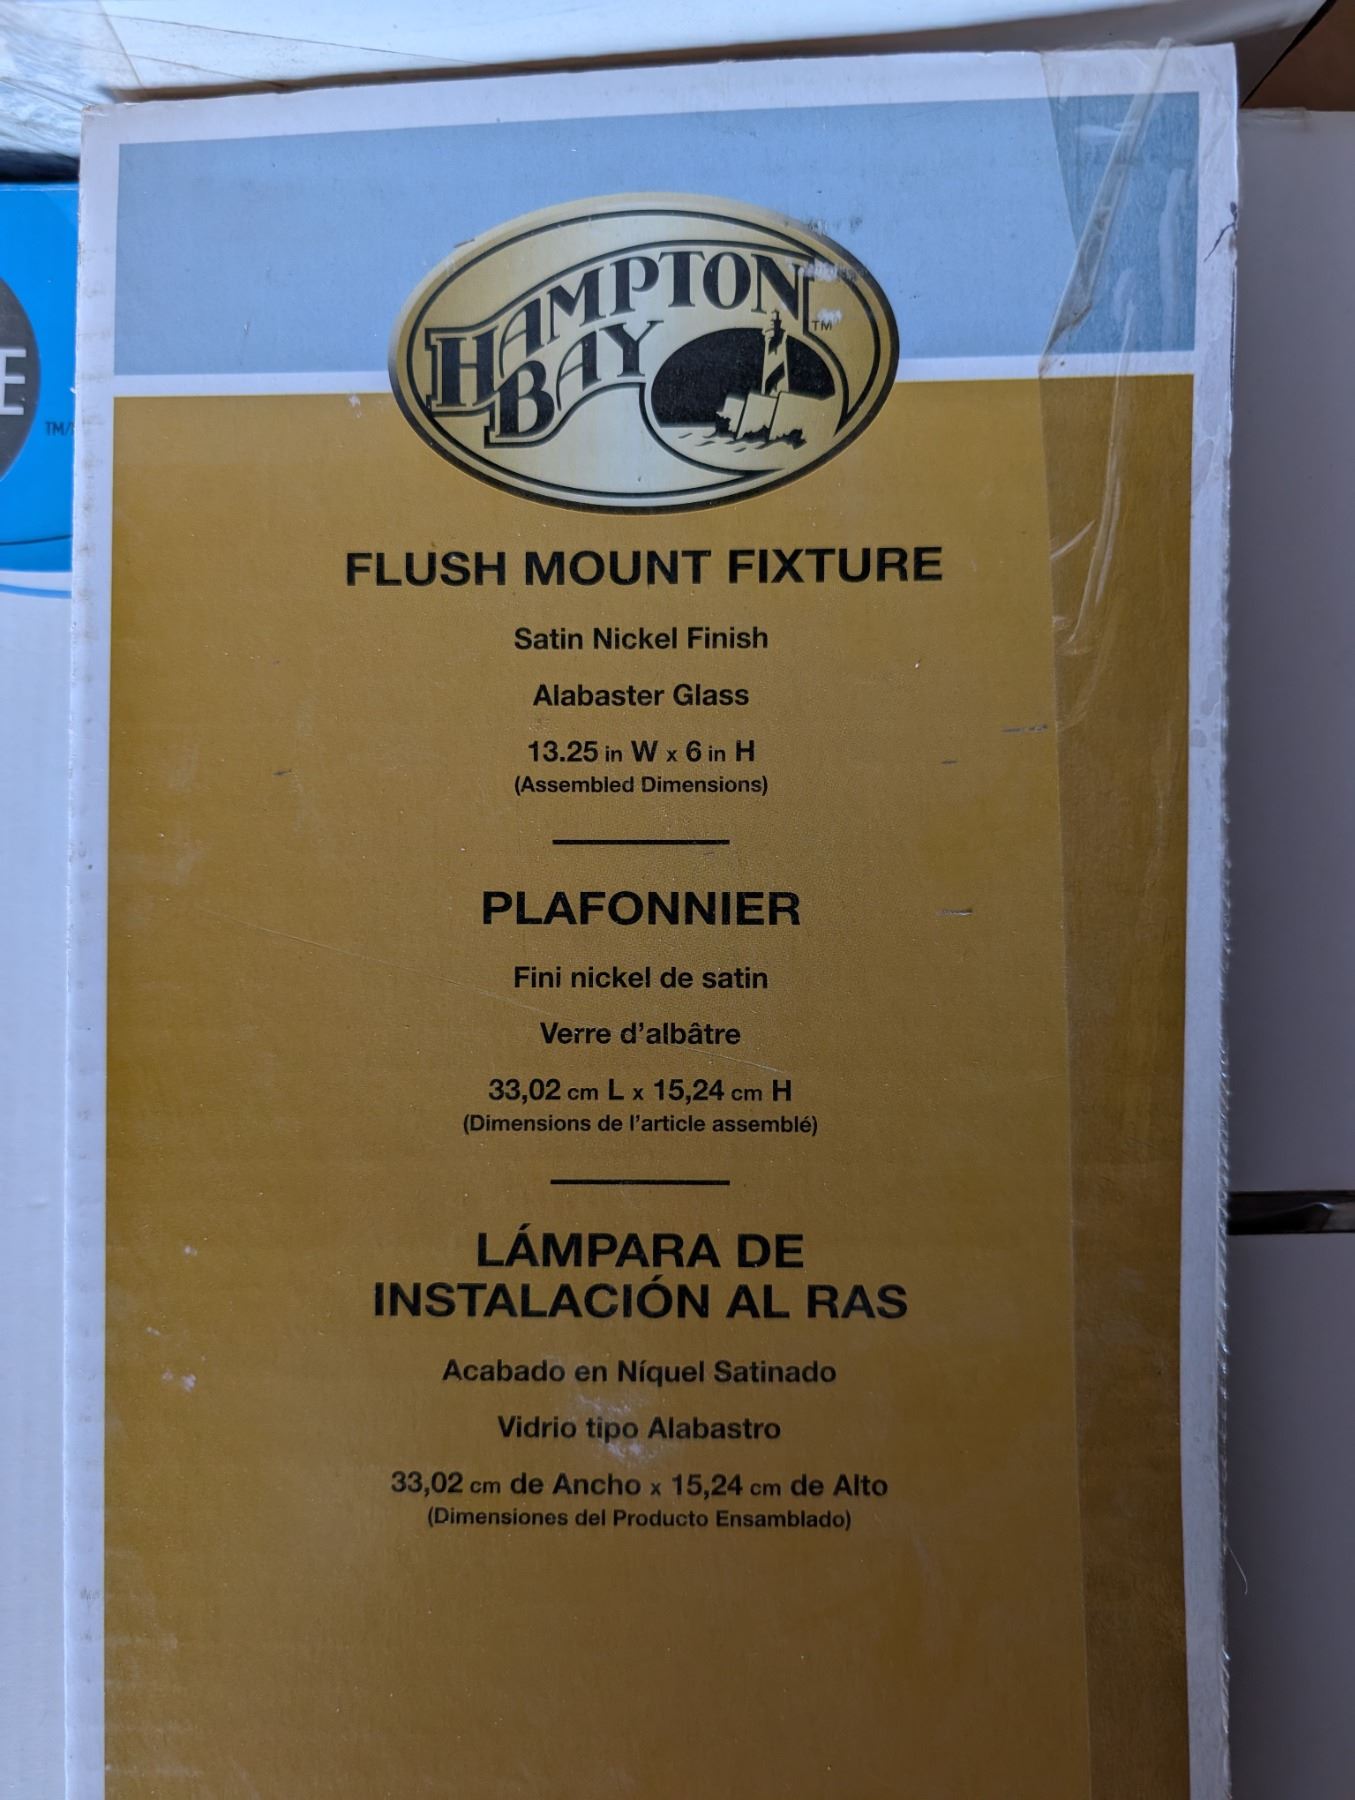 HAMPTON
BAY
TM
E
TM/
FLUSH MOUNT FIXTURE
Satin Nickel Finish
Alabaster Glass
13.25 in W x 6 in H
(Assembled Dimensions)
PLAFONNIER
Fini nickel de satin
Verre d'albâtre
33,02 cm L x 15,24 cm H
(Dimensions de l'article assemblé)
LÁMPARA DE
INSTALACIÓN AL RAS
Acabado en Níquel Satinado
Vidrio tipo Alabastro
33,02 cm de Ancho x 15,24 cm de Alto
(Dimensiones del Producto Ensamblado)